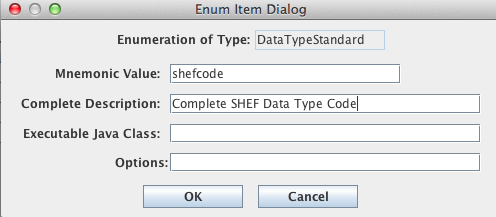 Enum Item Dialog
Enumeration of Type: DataTypeStandard
Mnemonic Value: shefcode
Complete Description: Complete SHEF Data Type Code
Executable Java Class:
Options:
OK Cancel